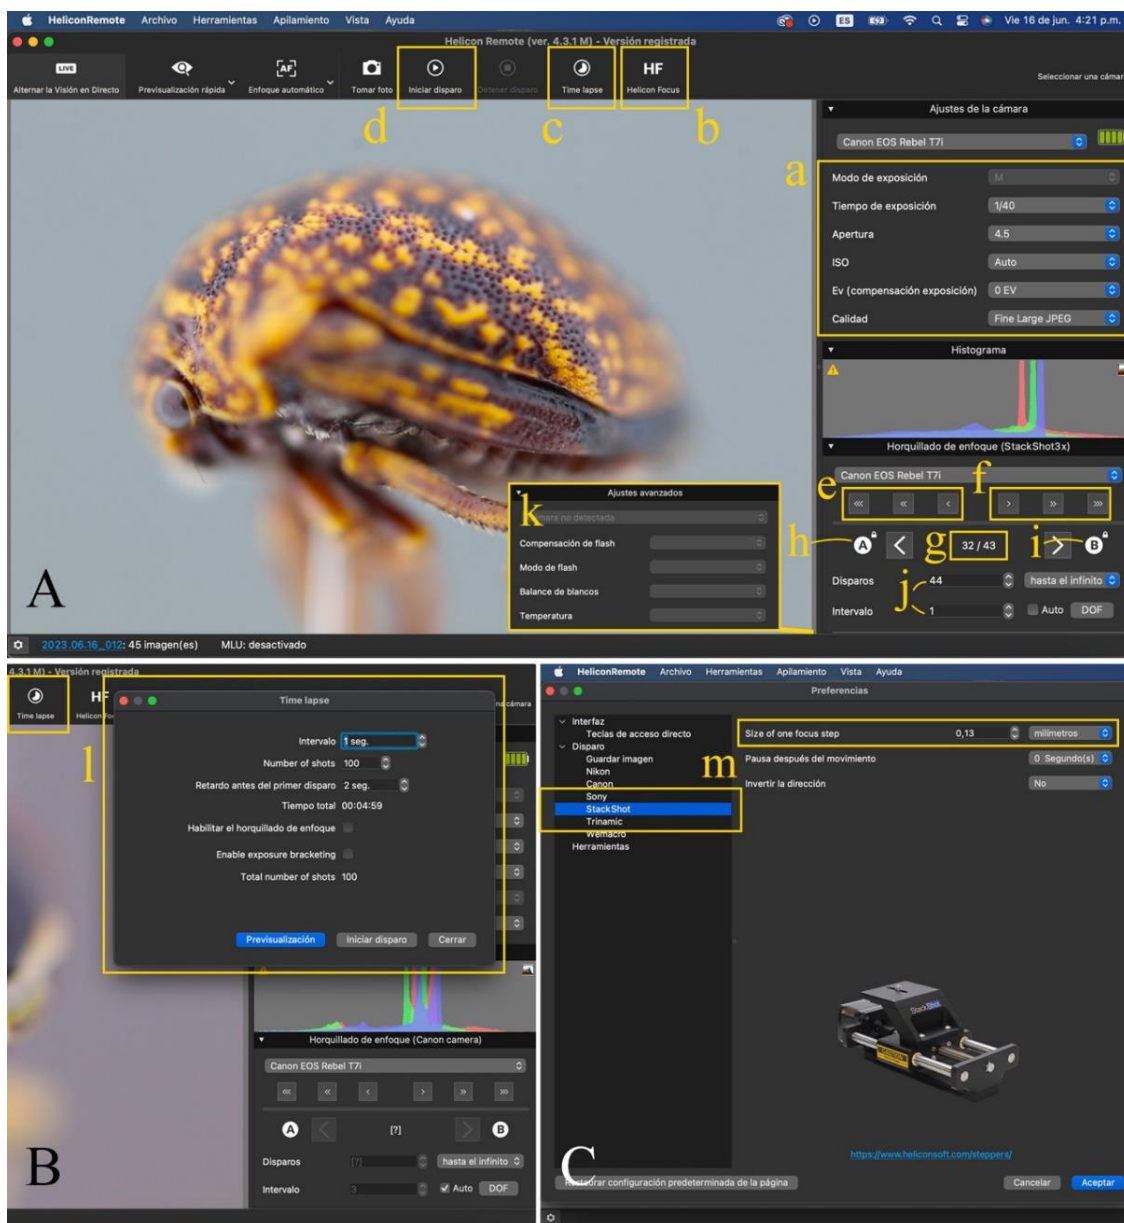 HeliconRemote Archivo Herramientas Apilamiento Vista Ayuda ES Vie 16 de jun. 4:21 p.m.
Helicon Remote (ver. 4.3.1 M) - Versión registrada
LIVE AF HF
Alternar la Visión en Directo Previsualización rápida Enfoque automático Tomar foto Iniciar disparo Detener disparo Time lapse Helicon Focus Seleccionar una cámar
d c b
Ajustes de la cámara
Canon EOS Rebel T7i
a
Modo de exposición M
Tiempo de exposición 1/40
Apertura 4.5
ISO Auto
Ev (compensación exposición) 0 EV
Calidad Fine Large JPEG
Histograma
Horquillado de enfoque (StackShot3x)
Canon EOS Rebel T7i
e f
<<< << < > >> >>>
h A < g 32 / 43 i > B
Disparos 44 hasta el infinito
j
Intervalo 1 Auto DOF
Ajustes avanzados
k
Cámara no detectada
Compensación de flash
Modo de flash
Balance de blancos
Temperatura
A
2023.06.16_012: 45 imagen(es) MLU: desactivado
4.3.1 M) - Versión registrada
HF
Time lapse Helicon Fo na cámara
l
Time lapse
Intervalo 1 seg.
Number of shots 100
Retardo antes del primer disparo 2 seg.
Tiempo total 00:04:59
Habilitar el horquillado de enfoque
Enable exposure bracketing
Total number of shots 100
Previsualización Iniciar disparo Cerrar
Horquillado de enfoque (Canon camera)
Canon EOS Rebel T7i
<<< << < > >> >>>
A < [?] > B
Disparos [?] hasta el infinito
Intervalo 3 Auto DOF
B
HeliconRemote Archivo Herramientas Apilamiento Vista Ayuda
Preferencias
Interfaz
Teclas de acceso directo
Disparo
Guardar imagen
Nikon
Canon
Sony
StackShot
Trinamic
Wemacro
Herramientas
m
Size of one focus step 0,13 milímetros
Pausa después del movimiento 0 Segundo(s)
Invertir la dirección No
StackShot
https://www.heliconsoft.com/steppers/
C
Restaurar configuración predeterminada de la página Cancelar Aceptar